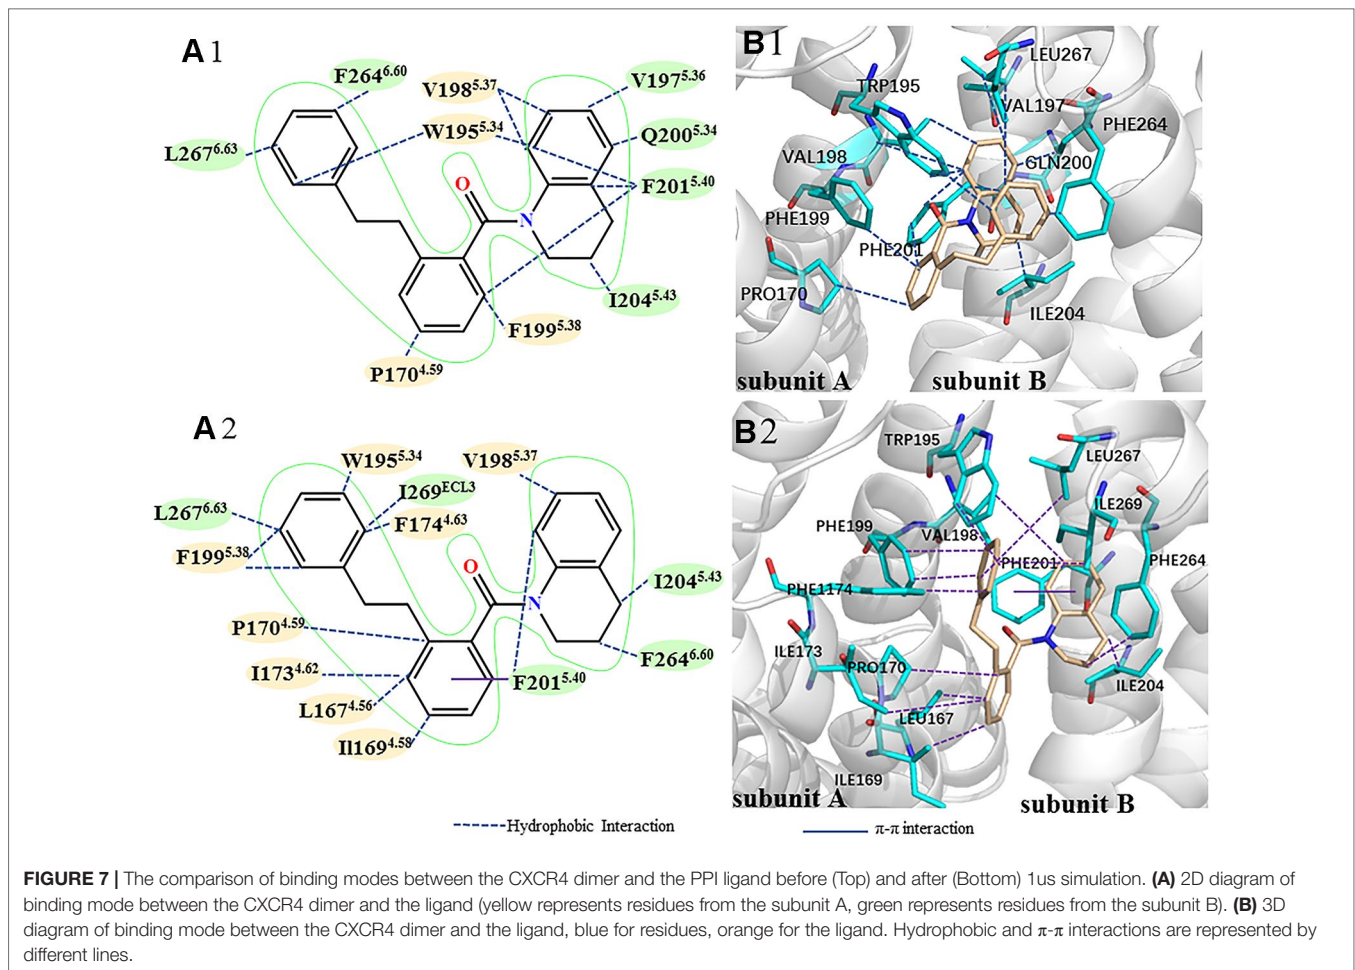 A 1
F264^6.60
V198^5.37
V197^5.36
W195^5.34
Q200^5.34
L267^6.63
F201^5.40
O
N
I204^5.43
F199^5.38
P170^4.59
B1
LEU267
TRP195
VAL197
PHE264
VAL198
GLN200
PHE199
PHE201
PRO170
ILE204
subunit A
subunit B
A 2
W195^5.34
V198^5.37
I269^ECL3
L267^6.63
F174^4.63
F199^5.38
O
I204^5.43
N
P170^4.59
F264^6.60
I173^4.62
F201^5.40
L167^4.56
Il169^4.58
B2
TRP195
LEU267
ILE269
PHE199
VAL198
PHE201
PHE264
PHE1174
ILE173
PRO170
ILE204
LEU167
ILE169
subunit A
subunit B
Hydrophobic Interaction
π-π interaction
FIGURE 7 | The comparison of binding modes between the CXCR4 dimer and the PPI ligand before (Top) and after (Bottom) 1us simulation. (A) 2D diagram of
binding mode between the CXCR4 dimer and the ligand (yellow represents residues from the subunit A, green represents residues from the subunit B). (B) 3D
diagram of binding mode between the CXCR4 dimer and the ligand, blue for residues, orange for the ligand. Hydrophobic and π-π interactions are represented by
different lines.